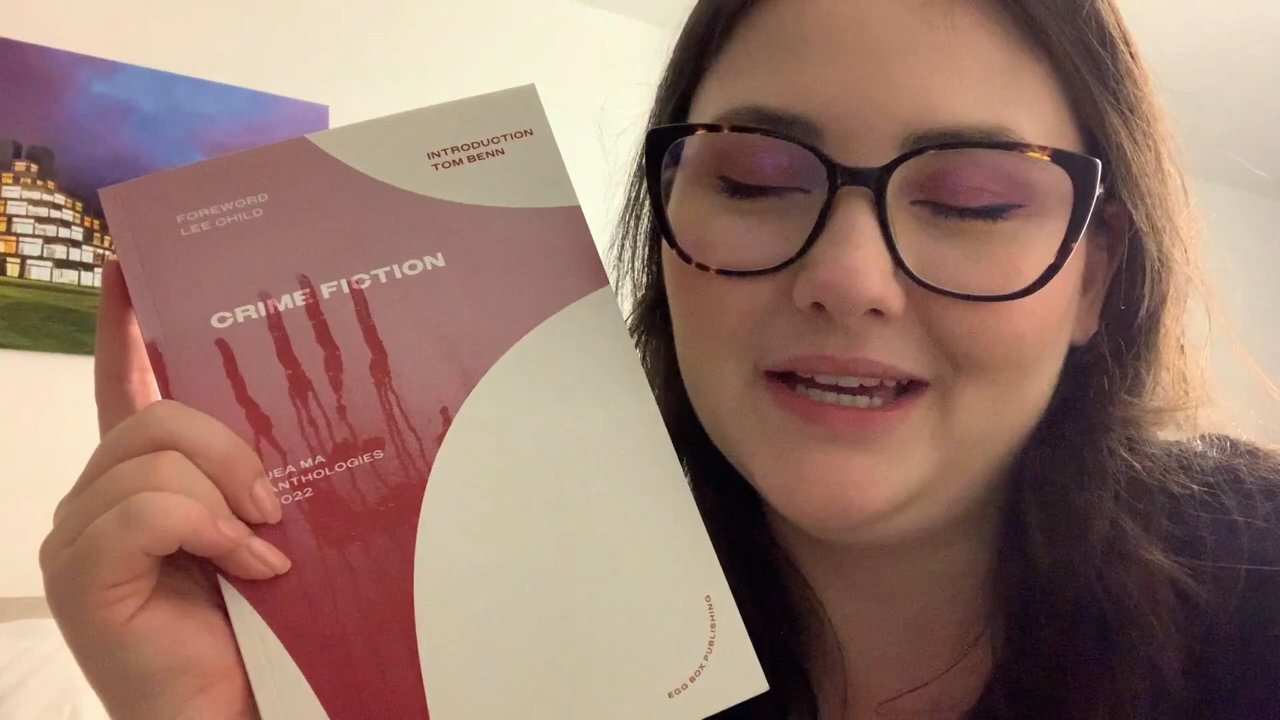 INTRODUCTION
TOM BENN
FOREWORD
LEE CHILD
CRIME FICTION
UEA MA
ANTHOLOGIES
2022
EGG BOX PUBLISHING